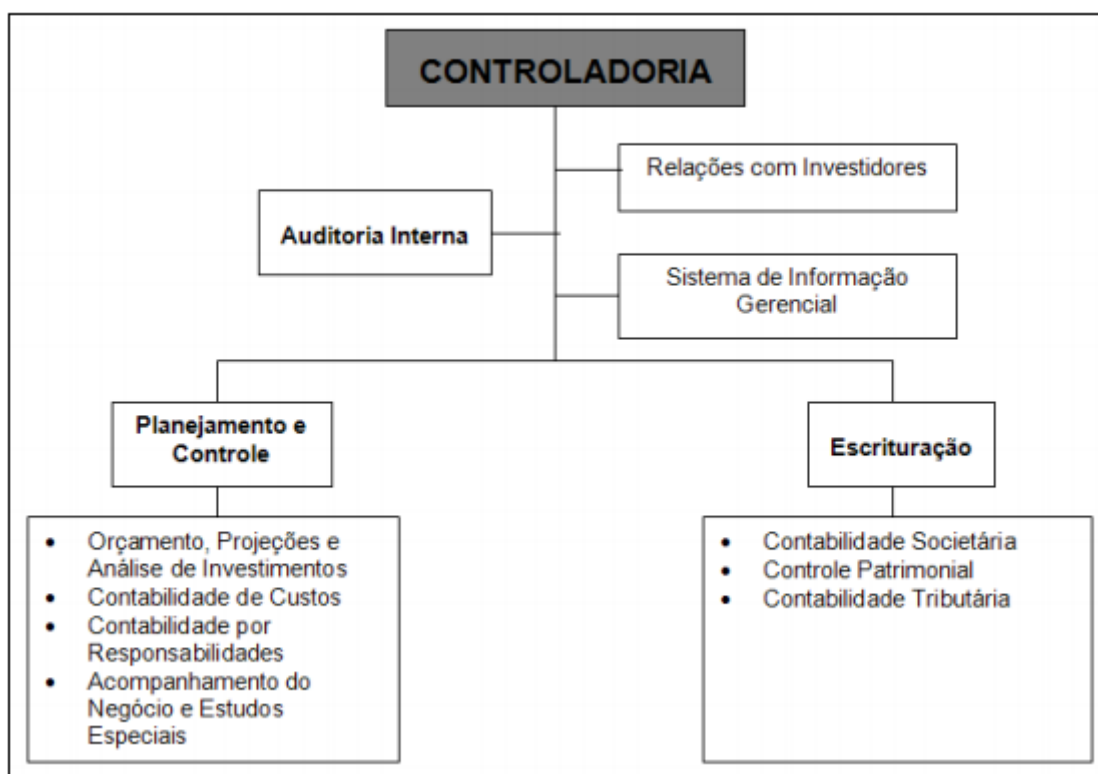 CONTROLADORIA
Relações com Investidores
Auditoria Interna
Sistema de Informação
Gerencial
Planejamento e
Controle
Escrituração
• Orçamento, Projeções e
Análise de Investimentos
• Contabilidade de Custos
• Contabilidade por
Responsabilidades
• Acompanhamento do
Negócio e Estudos
Especiais
• Contabilidade Societária
• Controle Patrimonial
• Contabilidade Tributária